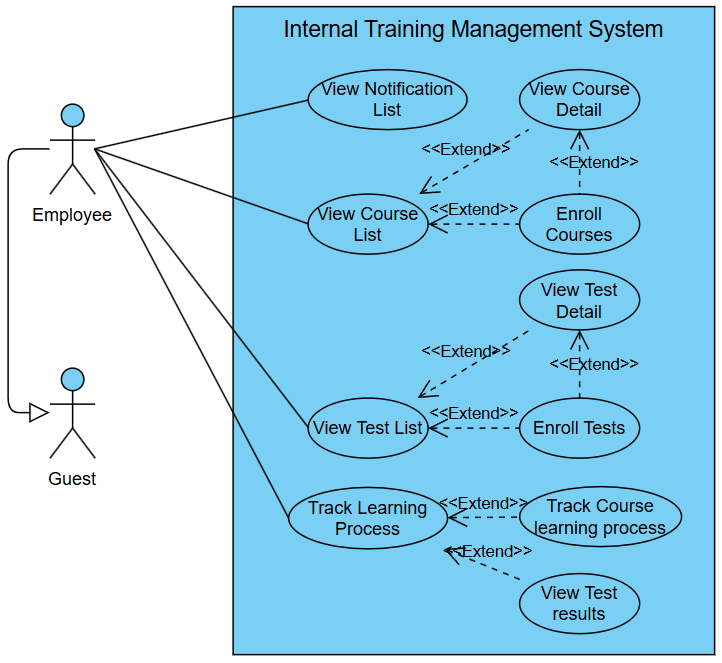 Internal Training Management System
View Notification
List
View Course
Detail
<<Extend>>
<<Extend>>
Employee
View Course
List
<<Extend>>
Enroll
Courses
View Test
Detail
<<Extend>>
<<Extend>>
View Test List
<<Extend>>
Enroll Tests
Guest
Track Learning
Process
<<Extend>>
Track Course
learning process
<<Extend>>
View Test
results